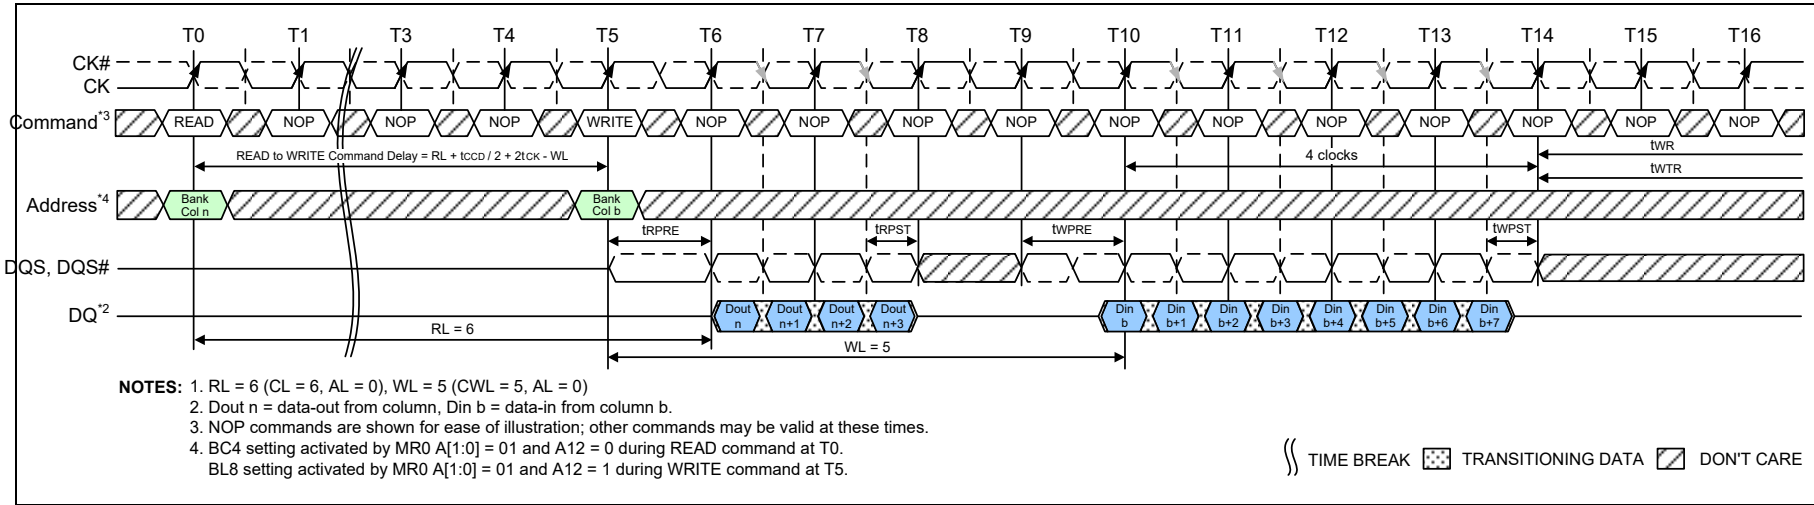 T0 T1 T3 T4 T5 T6 T7 T8 T9 T10 T11 T12 T13 T14 T15 T16
CK#
CK
Command*3 READ NOP NOP NOP WRITE NOP NOP NOP NOP NOP NOP NOP NOP NOP NOP NOP
READ to WRITE Command Delay = RL + tCCD / 2 + 2tCK - WL
4 clocks
tWR
tWTR
Address*4
Bank
Col n
Bank
Col b
tRPRE tRPST tWPRE tWPST
DQS, DQS#
DQ*2
Dout
n
Dout
n+1
Dout
n+2
Dout
n+3
Din
b
Din
b+1
Din
b+2
Din
b+3
Din
b+4
Din
b+5
Din
b+6
Din
b+7
RL = 6
WL = 5
NOTES: 1. RL = 6 (CL = 6, AL = 0), WL = 5 (CWL = 5, AL = 0)
2. Dout n = data-out from column, Din b = data-in from column b.
3. NOP commands are shown for ease of illustration; other commands may be valid at these times.
4. BC4 setting activated by MR0 A[1:0] = 01 and A12 = 0 during READ command at T0.
BL8 setting activated by MR0 A[1:0] = 01 and A12 = 1 during WRITE command at T5.
TIME BREAK TRANSITIONING DATA DON'T CARE